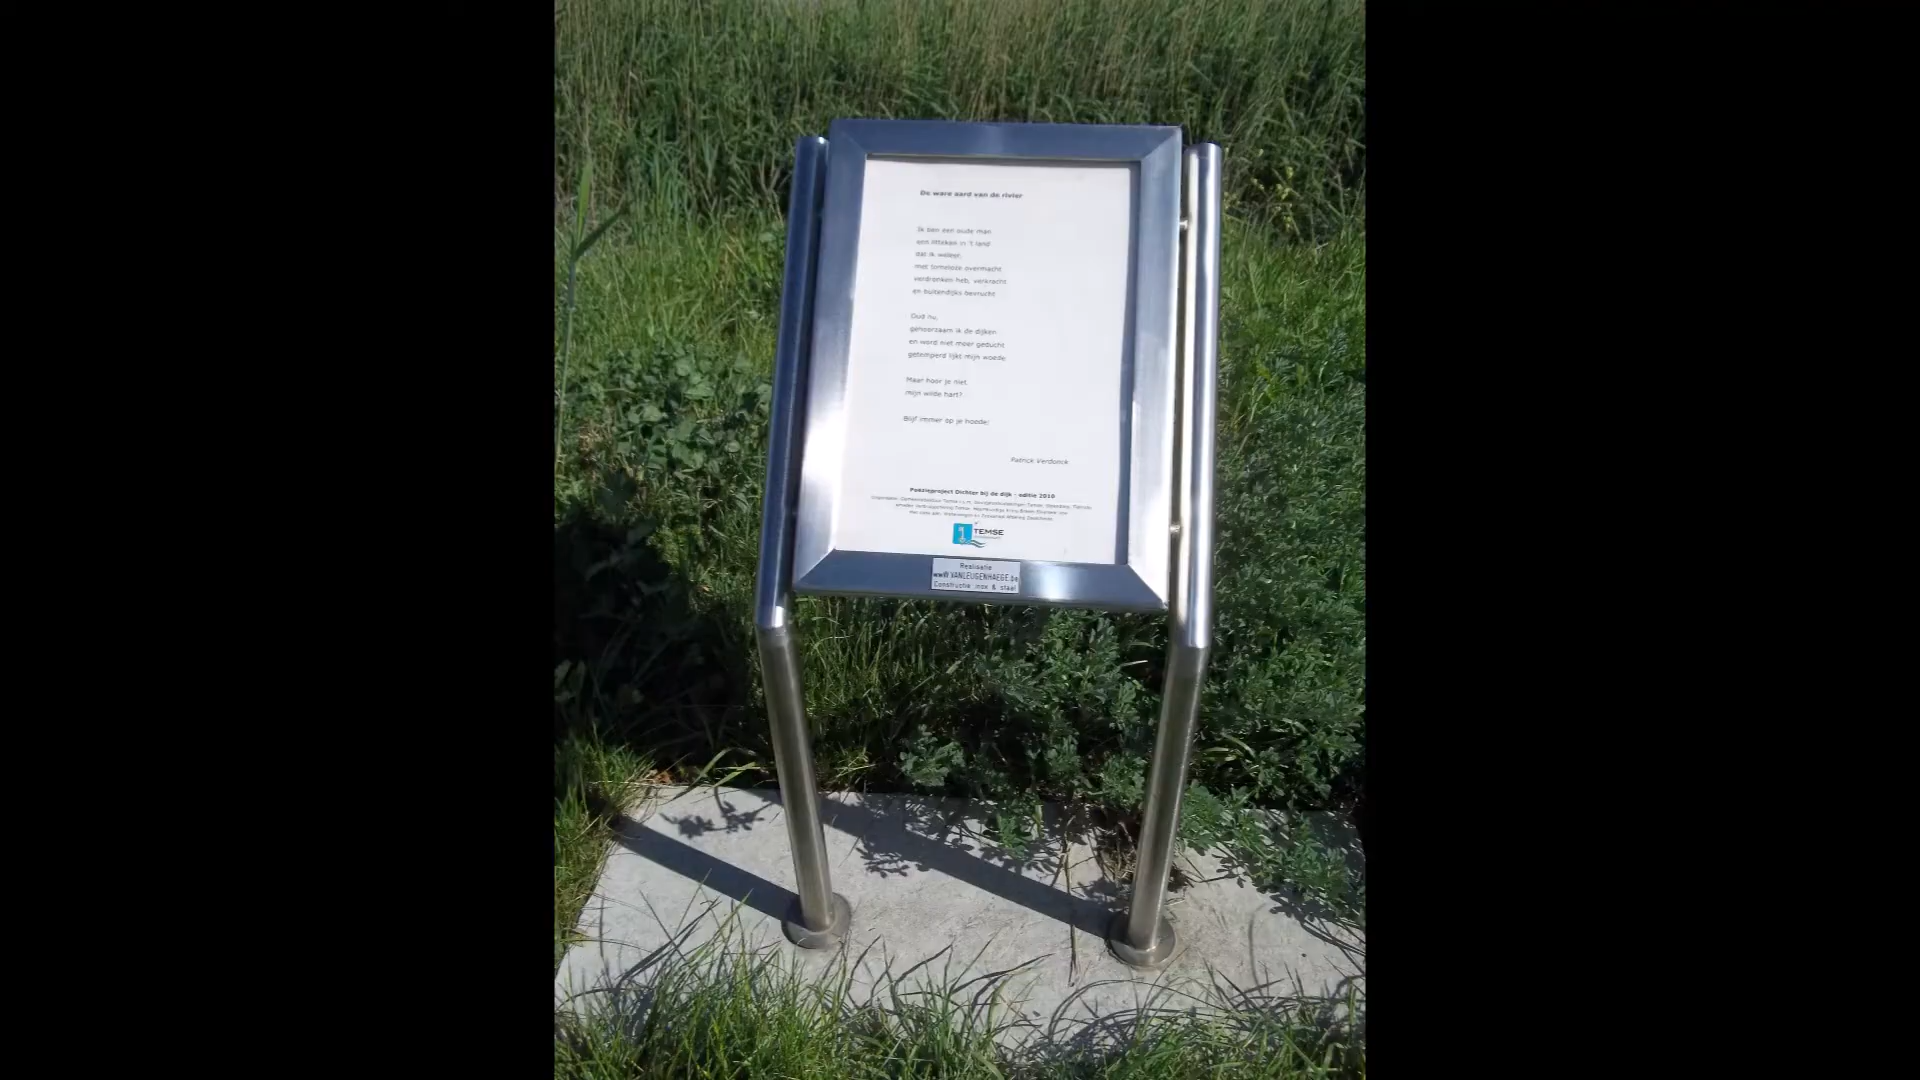 De ware aard van de rivier
Ik ben een oude man
een litteken in 't land
dat ik weleer,
met tomeloze overmacht
verdronken heb, verkracht
en buitendijks bevrucht
Oud nu,
gehoorzaam ik de dijken
en word niet meer geducht
getemperd lijkt mijn woede
Maar hoor je niet,
mijn wilde hart?
Blijf immer op je hoede!
Patrick Verdonck
Poëzieproject Dichter bij de dijk - editie 2010
TEMSE
Realisatie
www.VANLEUGENHAEGE.be
Constructie inox & staal